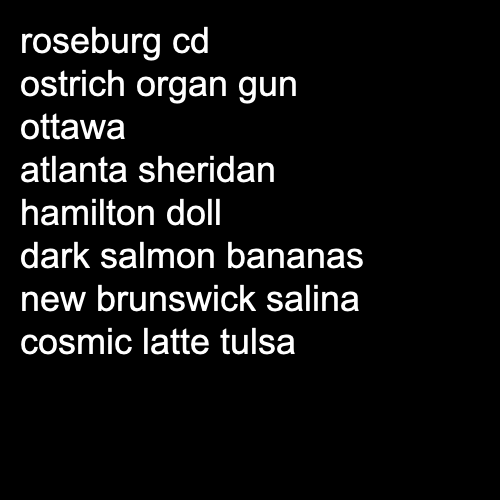 roseburg cd
ostrich organ gun
ottawa
atlanta sheridan
hamilton doll
dark salmon bananas
new brunswick salina
cosmic latte tulsa